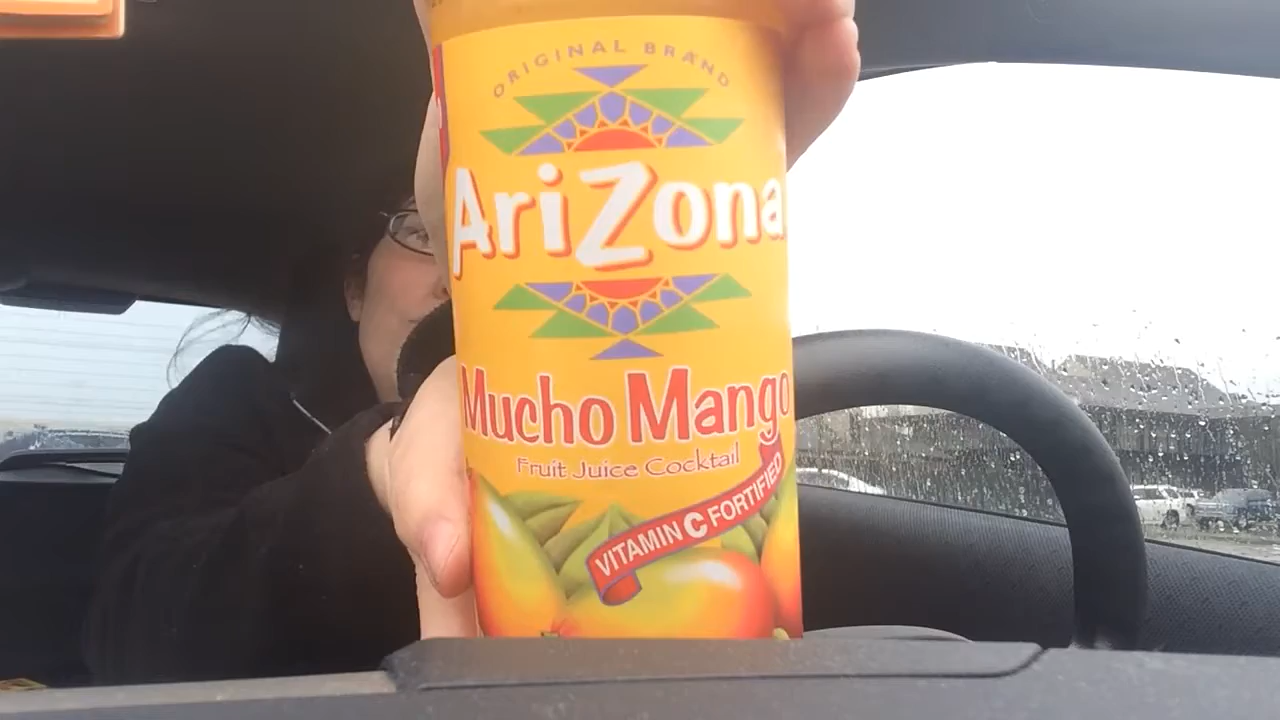 ORIGINAL BRAND
AriZona
Mucho Mango
Fruit Juice Cocktail
VITAMIN C FORTIFIED